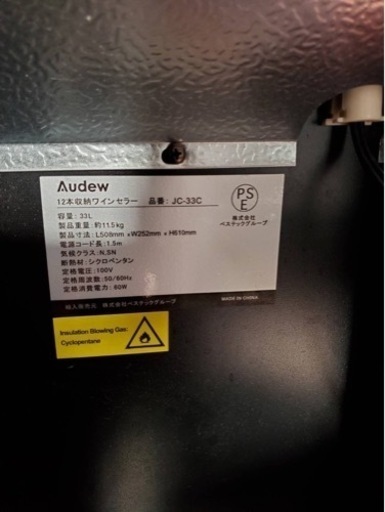 Audew
12本収納ワインセラー 品番: JC-33C
容量: 33L
製品重量: 約11.5kg
製品寸法: L508mm ×W252mm × H610mm
電源コード長: 1.5m
気候クラス: N,SN
断熱材: シクロペンタン
定格電圧: 100V
定格周波数: 50/60Hz
定格消費電力: 60W
輸入販売元 株式会社ベステックグループ
PS
E
株式会社
ベステックグループ
MADE IN CHINA
Insulation Blowing Gas:
Cyclopentane